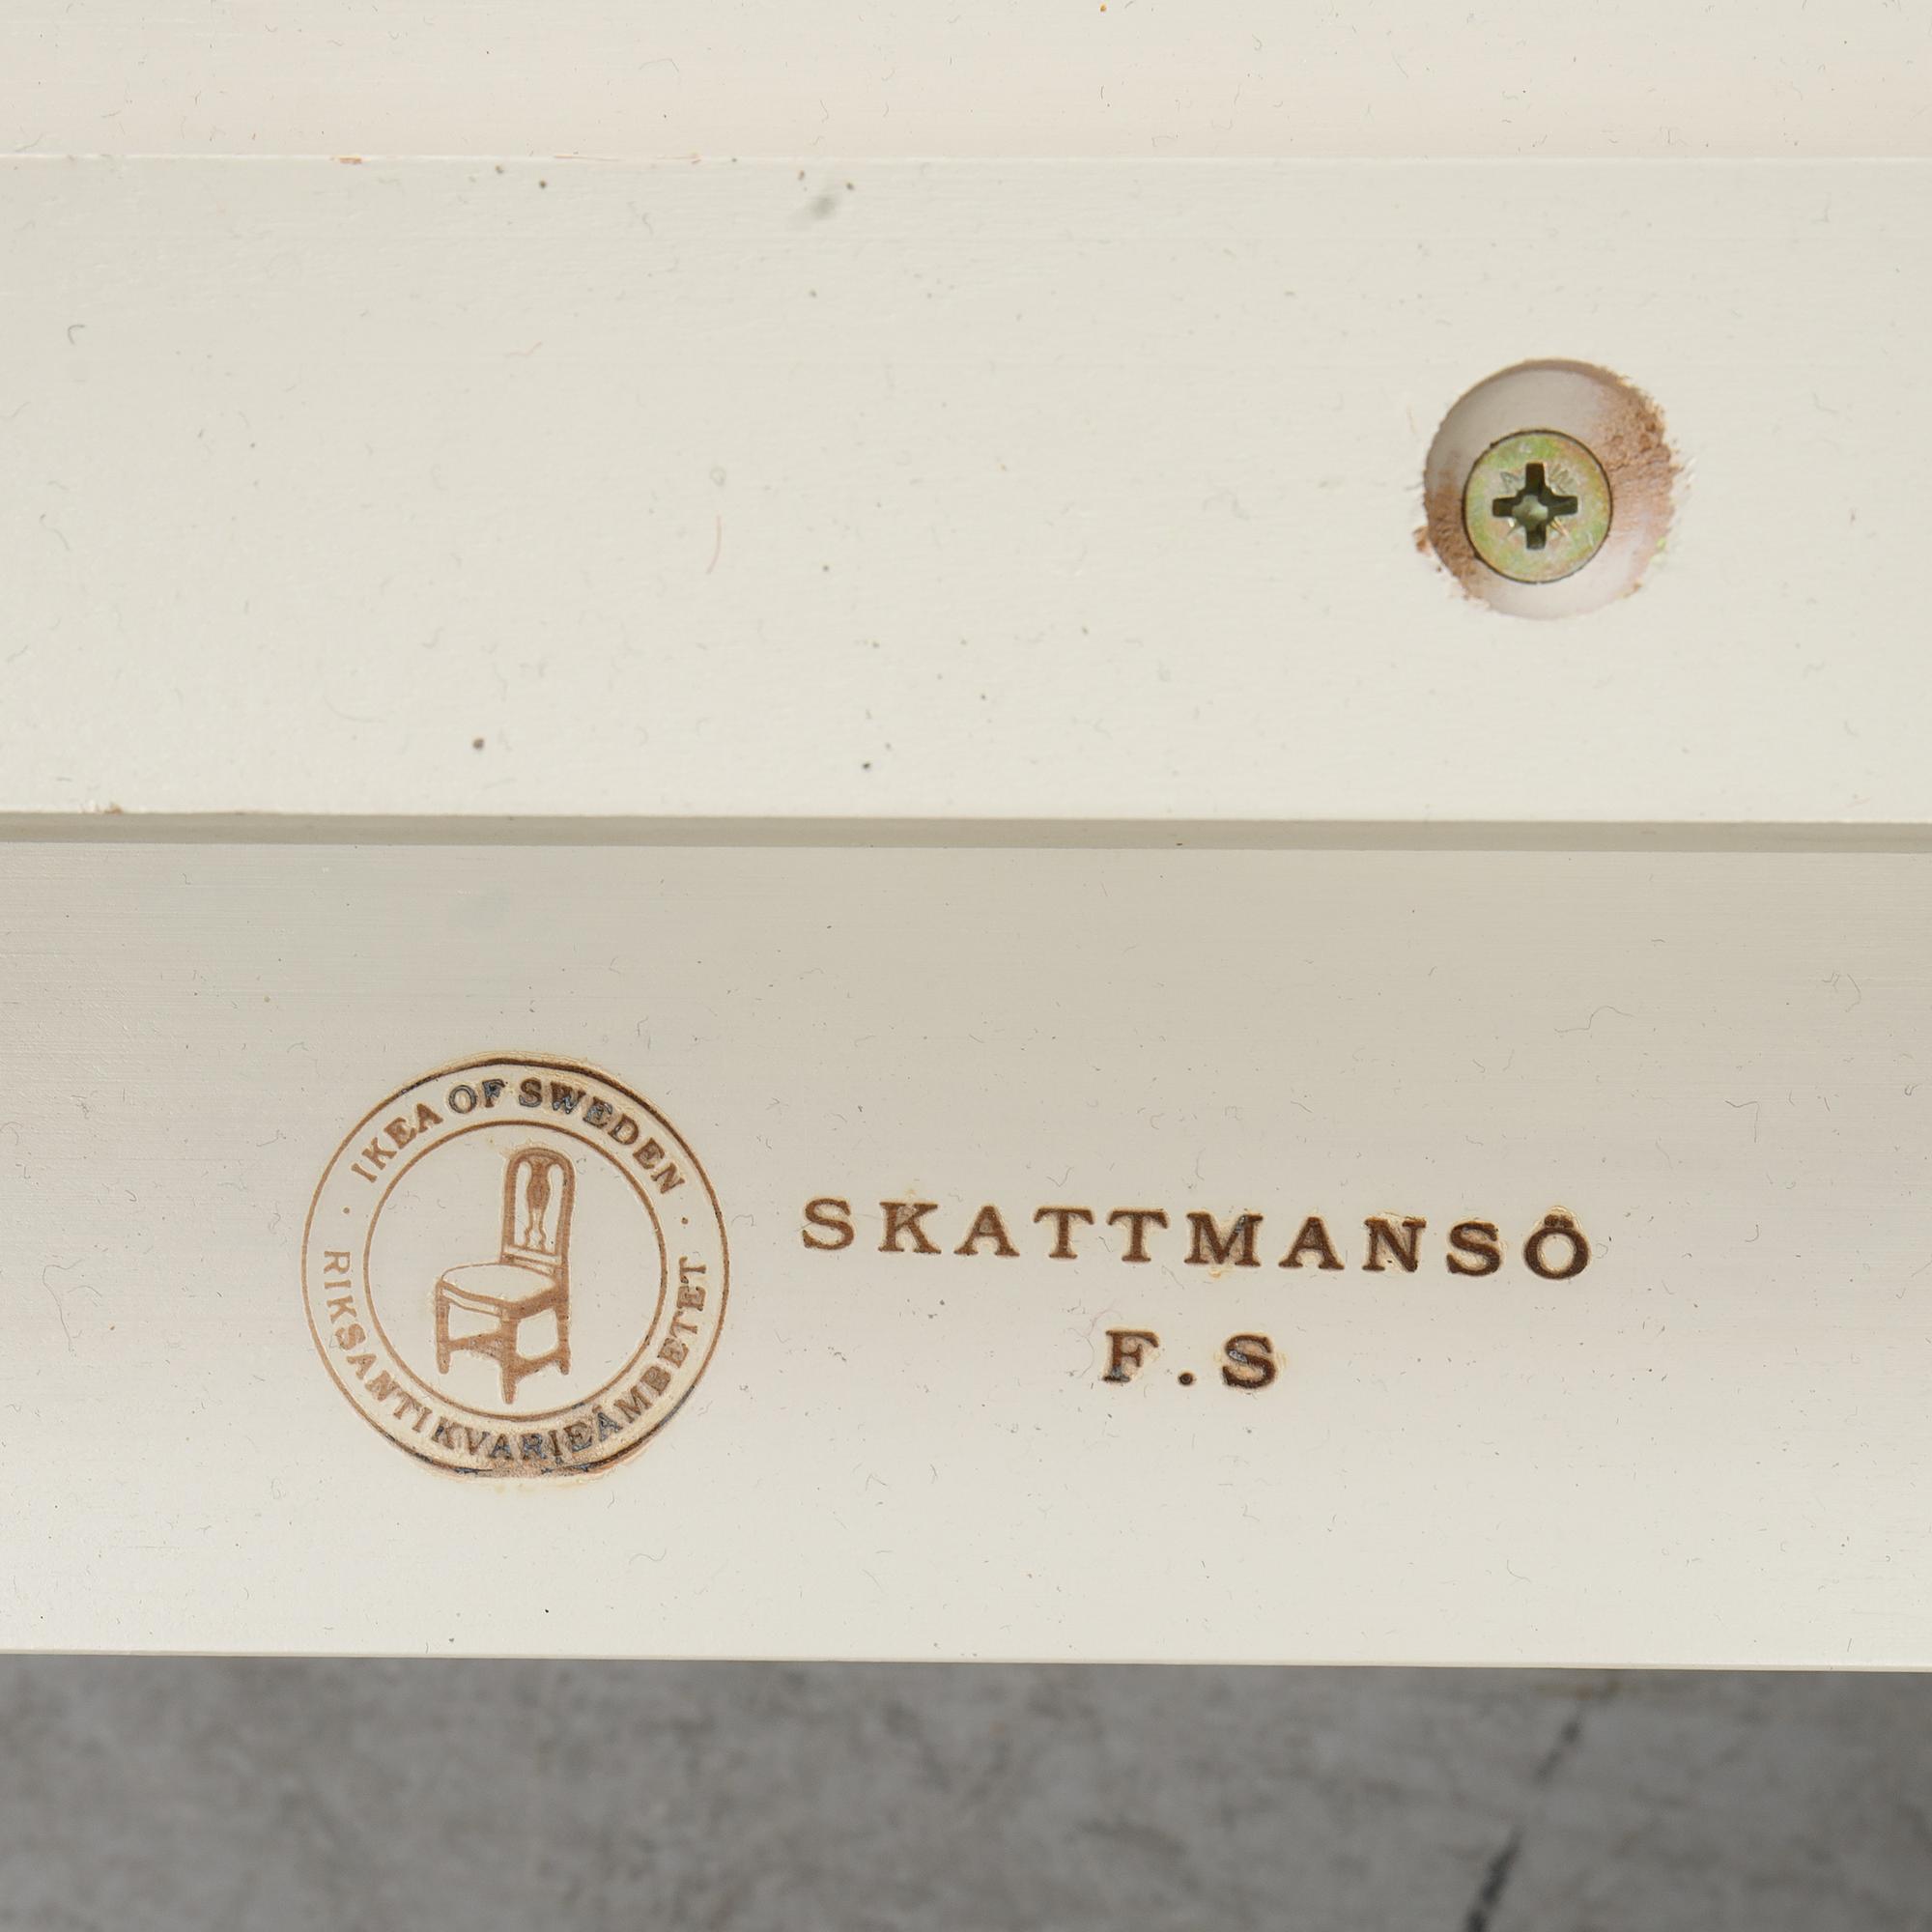 · IKEA OF SWEDEN ·
RIKSANTIKVARIEÄMBETET
SKATTMANSÖ
F.S